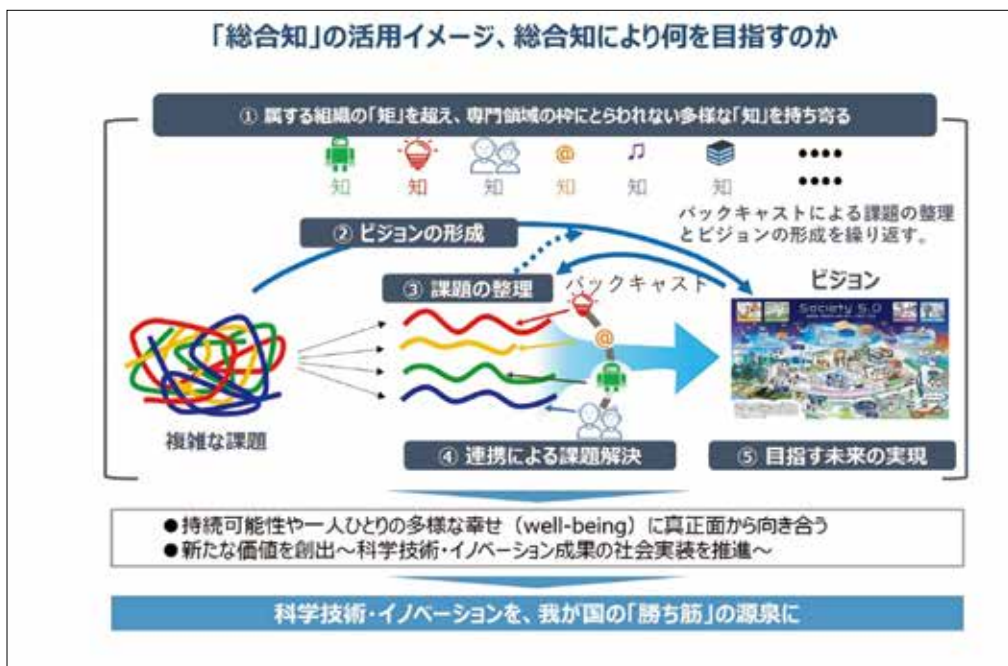 「総合知」の活用イメージ、総合知により何を目指すのか
① 属する組織の「矩」を超え、専門領域の枠にとらわれない多様な「知」を持ち寄る
@
知 知 知 知 知 知
バックキャストによる課題の整理
とビジョンの形成を繰り返す。
② ビジョンの形成
③ 課題の整理
バックキャスト
ビジョン
Society 5.0
@
複雑な課題
④ 連携による課題解決
⑤ 目指す未来の実現
●持続可能性や一人ひとりの多様な幸せ（well-being）に真正面から向き合う
●新たな価値を創出～科学技術・イノベーション成果の社会実装を推進～
科学技術・イノベーションを、我が国の「勝ち筋」の源泉に